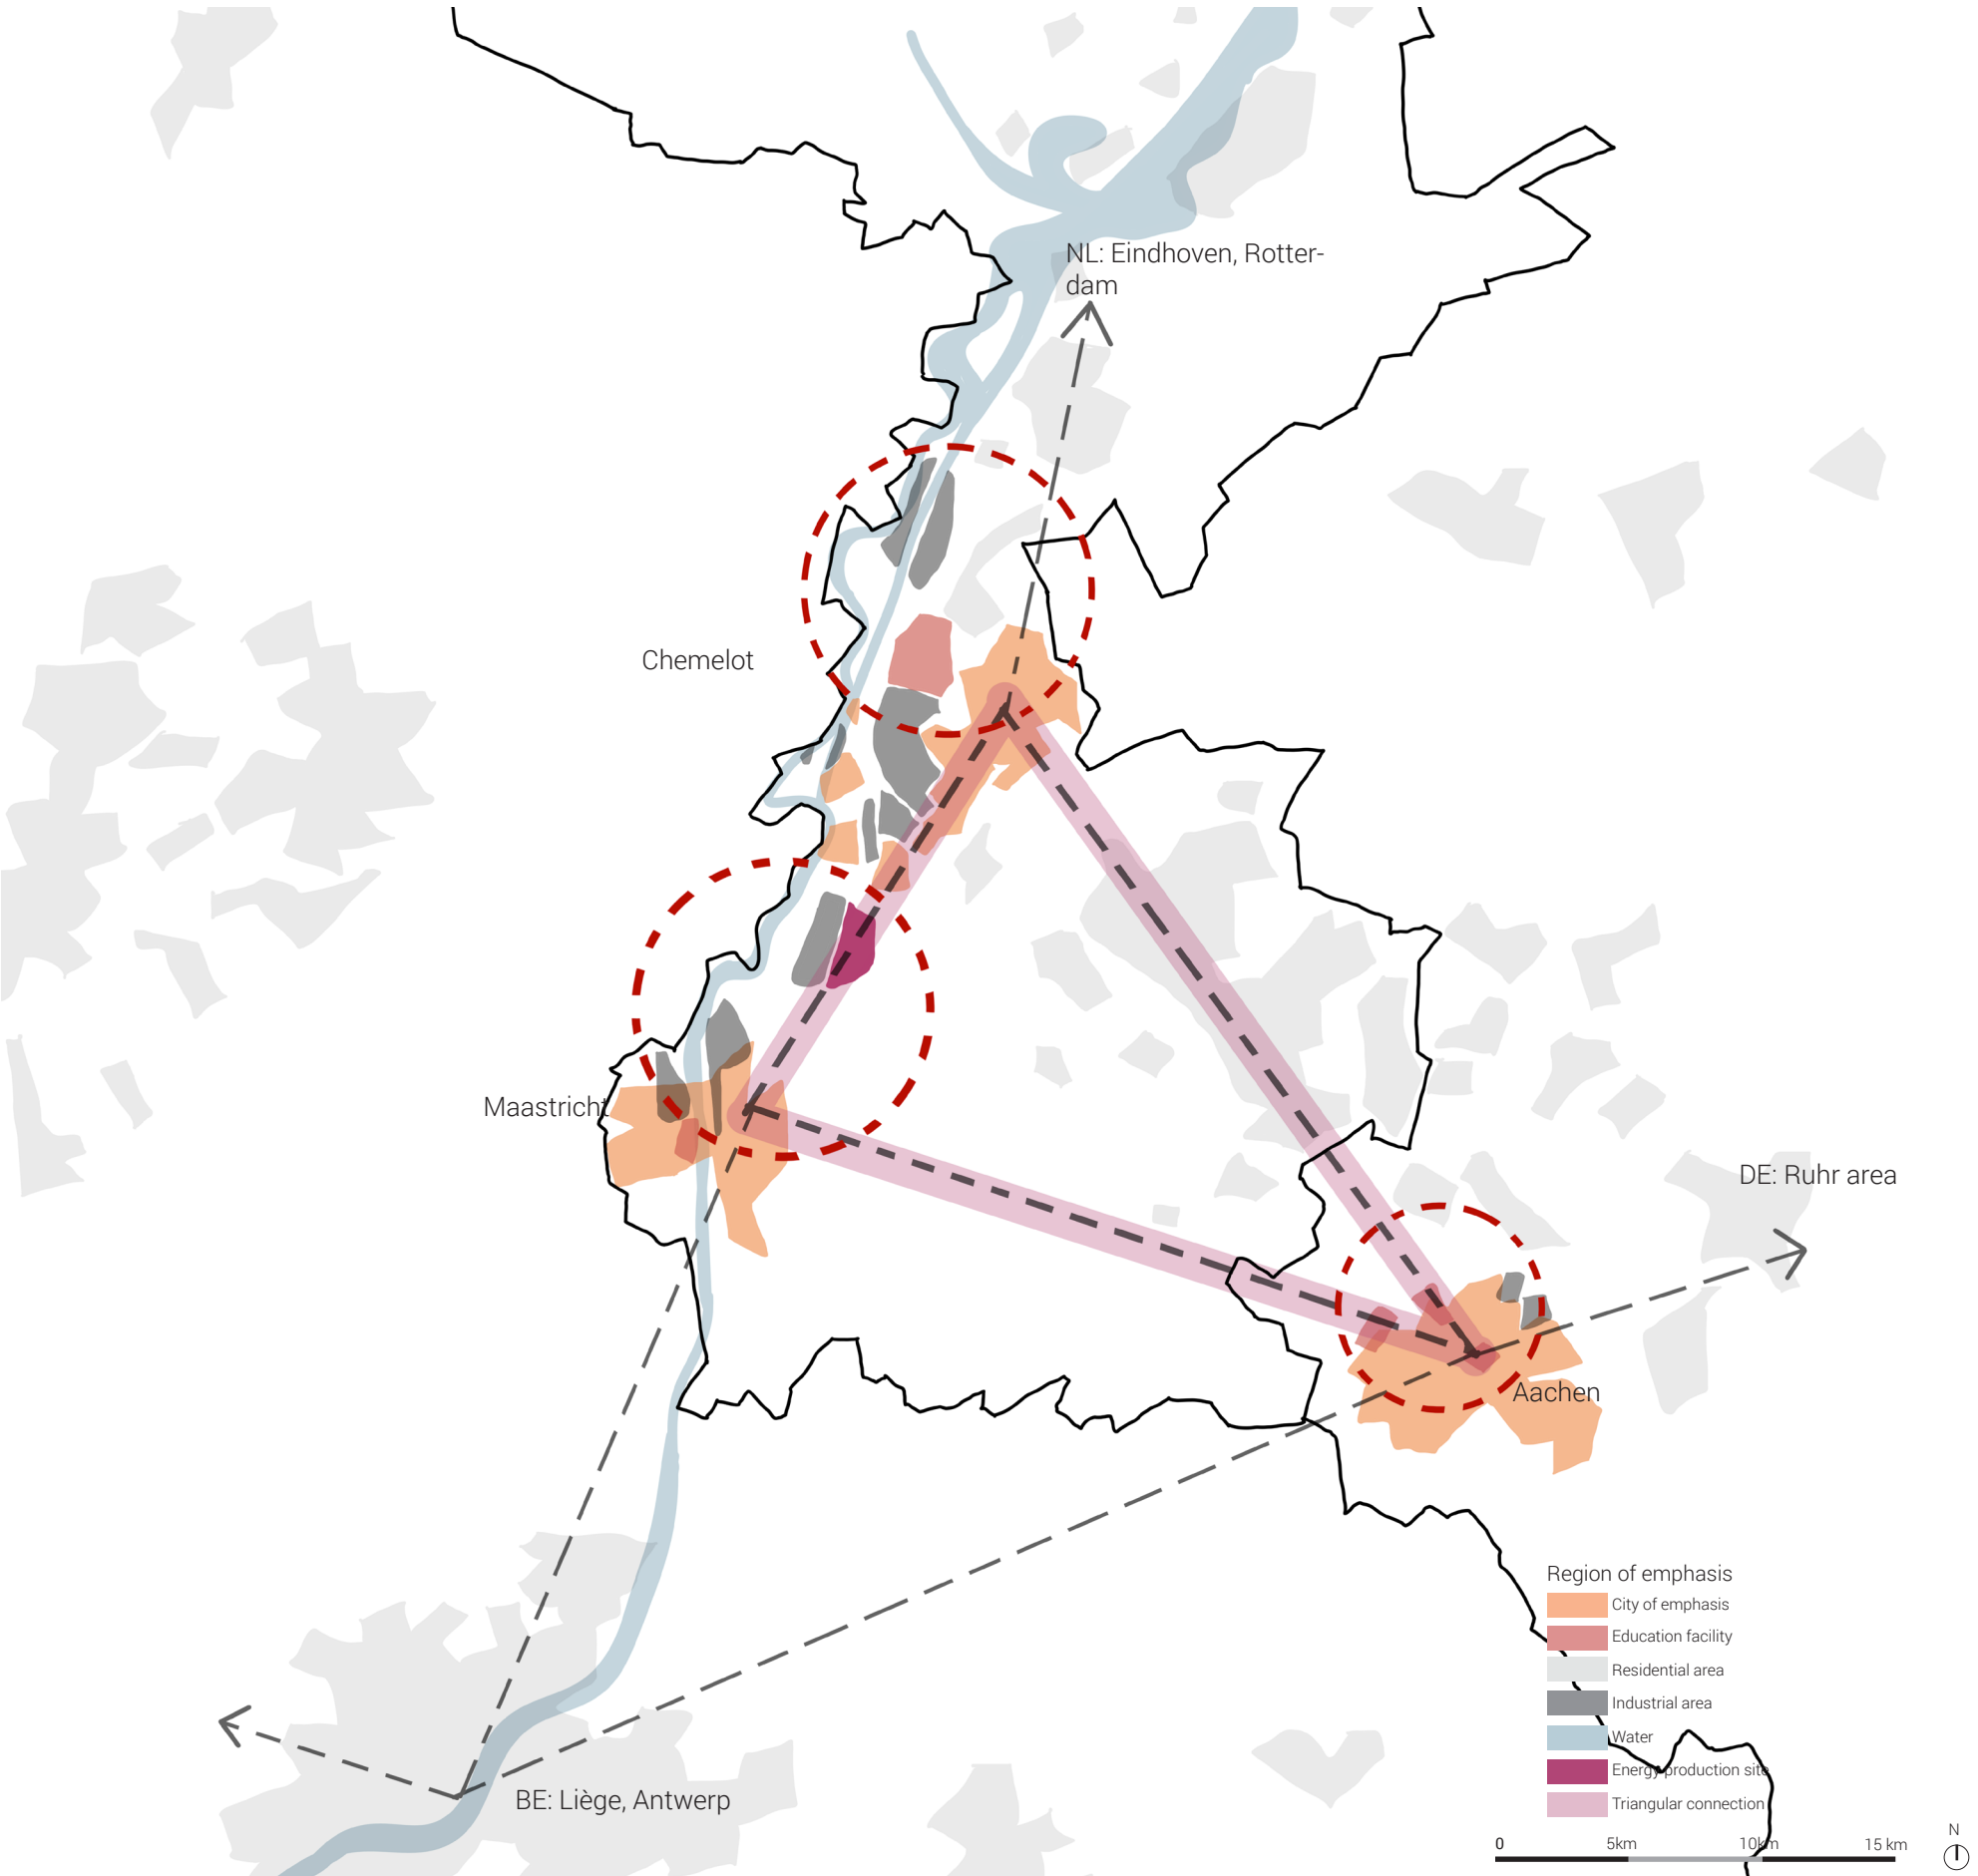 NL: Eindhoven, Rotter-
dam
Chemelot
Maastricht
DE: Ruhr area
Aachen
BE: Liège, Antwerp
Region of emphasis
City of emphasis
Education facility
Residential area
Industrial area
Water
Energy production site
Triangular connection
0 5km 10km 15 km
N